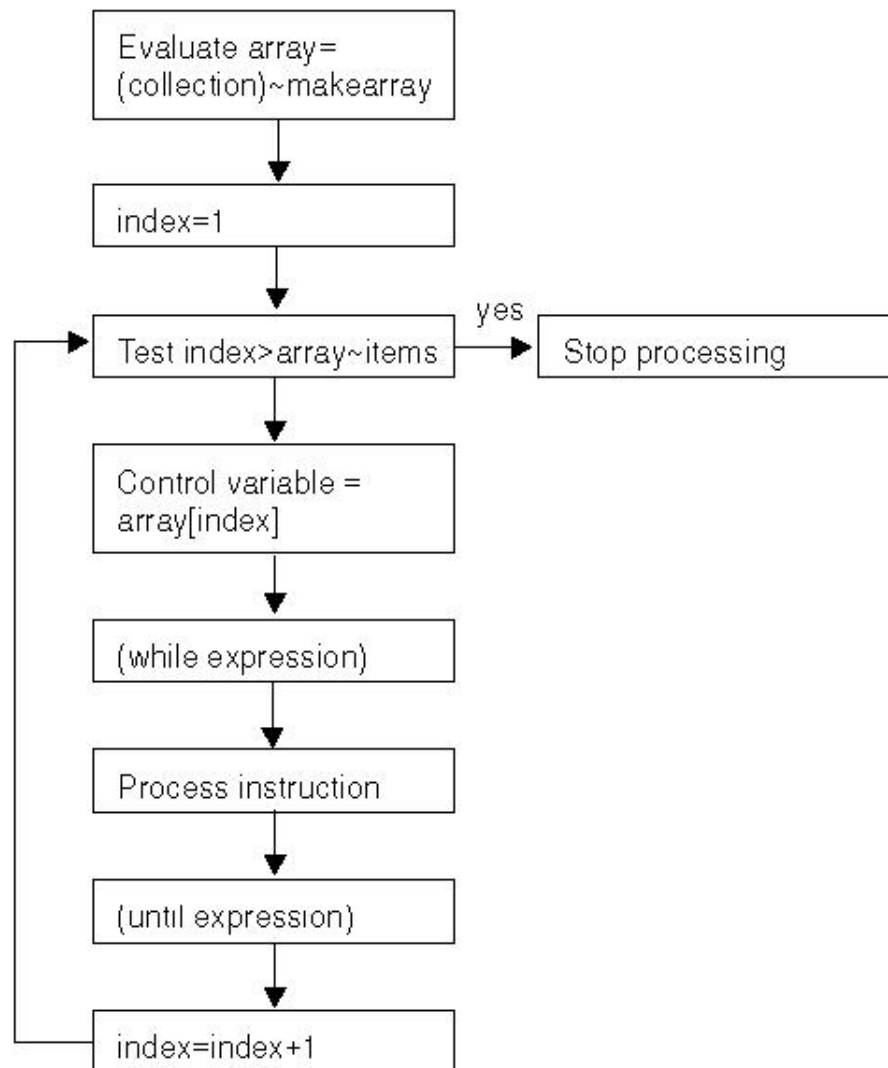 Evaluate array=
(collection)~makearray
index=1
yes
Test index>array~items
Stop processing
Control variable =
array[index]
(while expression)
Process instruction
(until expression)
index=index+1